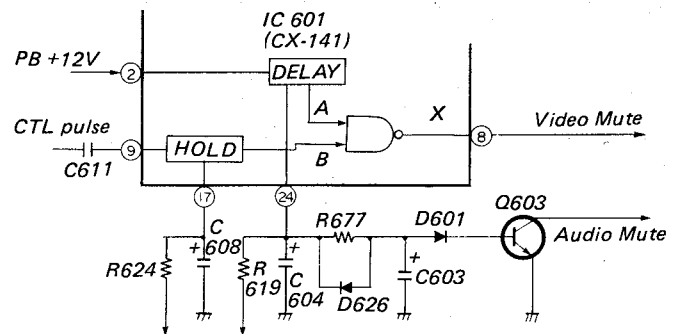 IC 601
(CX-141)
PB +12V
2
DELAY
A
X
CTL pulse
9
HOLD
B
8
Video Mute
C611
17
24
Q603
C
608
R677
D601
Audio Mute
R624
R
619
C
604
D626
C603
+
+
+